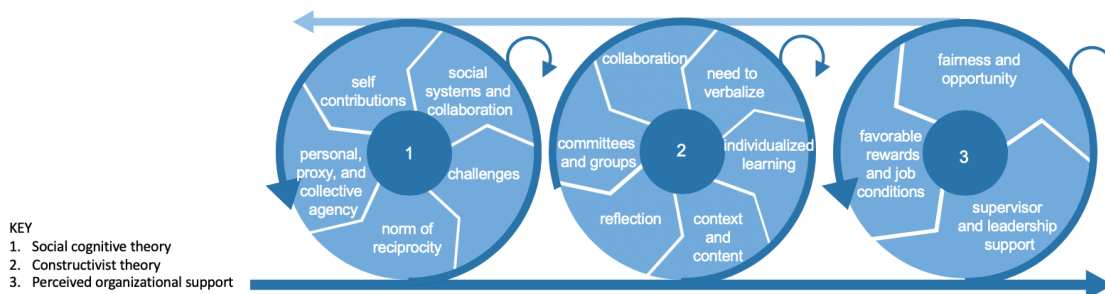 self
contributions
social
systems and
collaboration
personal,
proxy, and
collective
agency
1
challenges
norm of
reciprocity
collaboration
need to
verbalize
committees
and groups
2
individualized
learning
reflection
context
and
content
fairness and
opportunity
favorable
rewards
and job
conditions
3
supervisor
and leadership
support
KEY
1. Social cognitive theory
2. Constructivist theory
3. Perceived organizational support